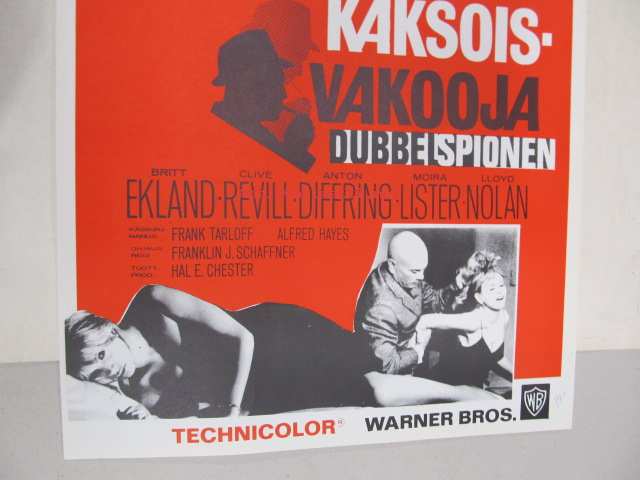 KAKSOIS-
VAKOOJA
DUBBELSPIONEN
BRITT CLIVE ANTON MOIRA LLOYD
EKLAND·REVILL·DIFFRING·LISTER·NOLAN
FRANK TARLOFF ALFRED HAYES
FRANKLIN J. SCHAFFNER
HAL E. CHESTER
TECHNICOLOR® WARNER BROS. WB